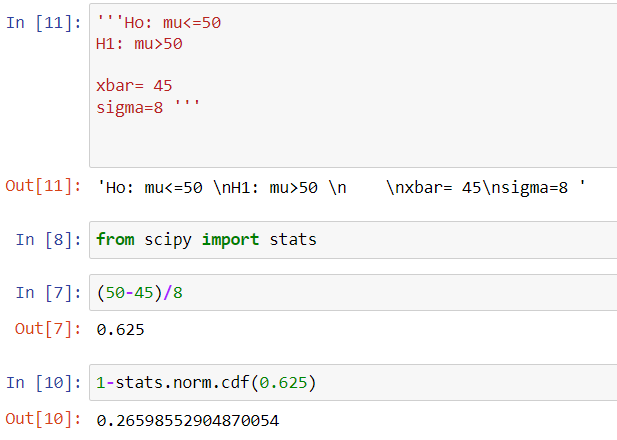 In [11]: '''Ho: mu<=50
H1: mu>50
xbar= 45
sigma=8 '''
Out[11]: 'Ho: mu<=50 \nH1: mu>50 \n    \nxbar= 45\nsigma=8 '
In [8]: from scipy import stats
In [7]: (50-45)/8
Out[7]: 0.625
In [10]: 1-stats.norm.cdf(0.625)
Out[10]: 0.26598552904870054